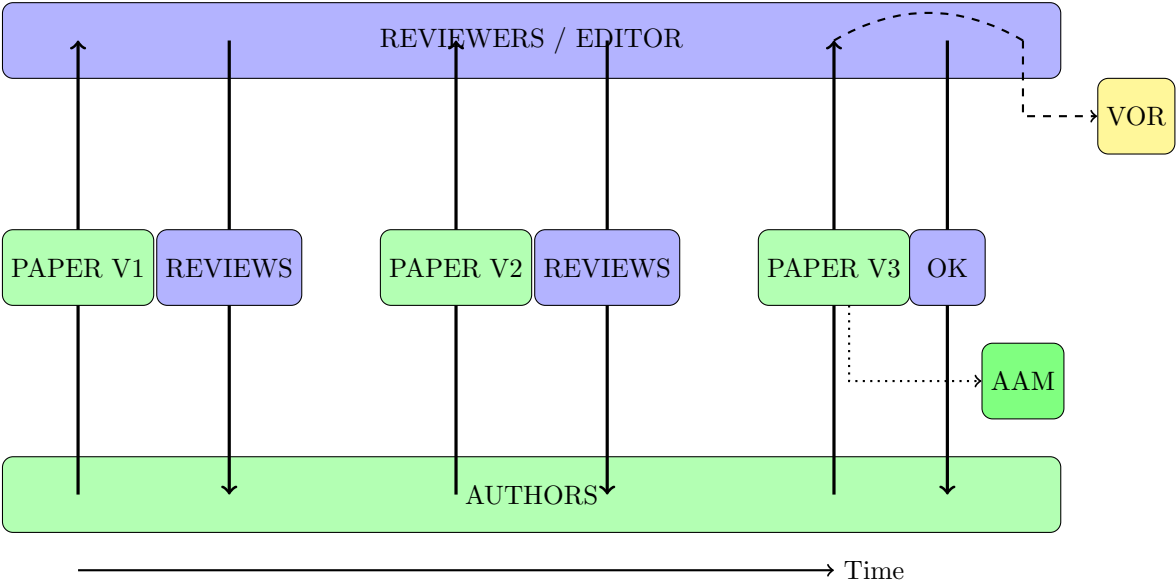 REVIEWERS / EDITOR
VOR
PAPER V1
REVIEWS
PAPER V2
REVIEWS
PAPER V3
OK
AAM
AUTHORS
Time